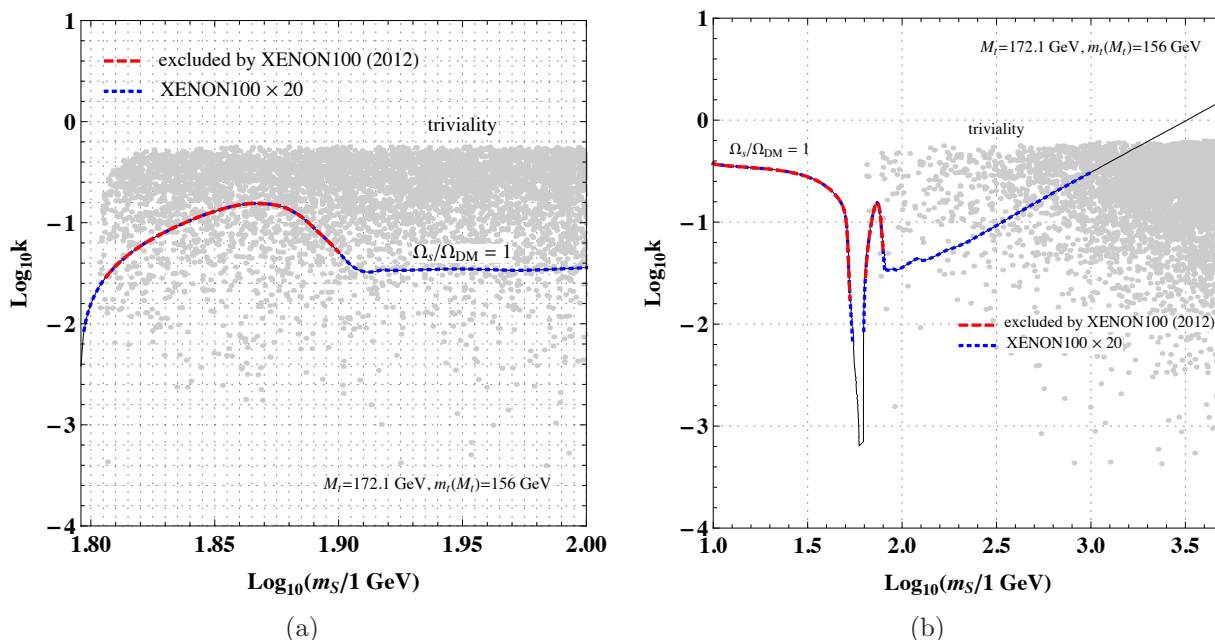 excluded by XENON100 (2012)
XENON100 × 20
triviality
Ω_s/Ω_DM = 1
M_t=172.1 GeV, m_t(M_t)=156 GeV
1
0
−1
−2
−3
−4
Log₁₀k
1.80 1.85 1.90 1.95 2.00
Log₁₀(m_S/1 GeV)
(a)
M_t=172.1 GeV, m_t(M_t)=156 GeV
triviality
Ω_s/Ω_DM = 1
excluded by XENON100 (2012)
XENON100 × 20
1
0
−1
−2
−3
−4
Log₁₀k
1.0 1.5 2.0 2.5 3.0 3.5
Log₁₀(m_S/1 GeV)
(b)